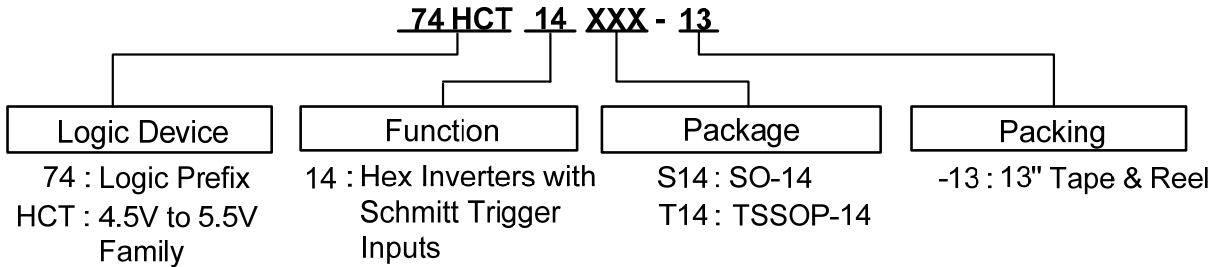 74 HCT 14 XXX - 13
Logic Device
74 : Logic Prefix
HCT : 4.5V to 5.5V
Family
Function
14 : Hex Inverters with
Schmitt Trigger
Inputs
Package
S14 : SO-14
T14 : TSSOP-14
Packing
-13 : 13" Tape & Reel